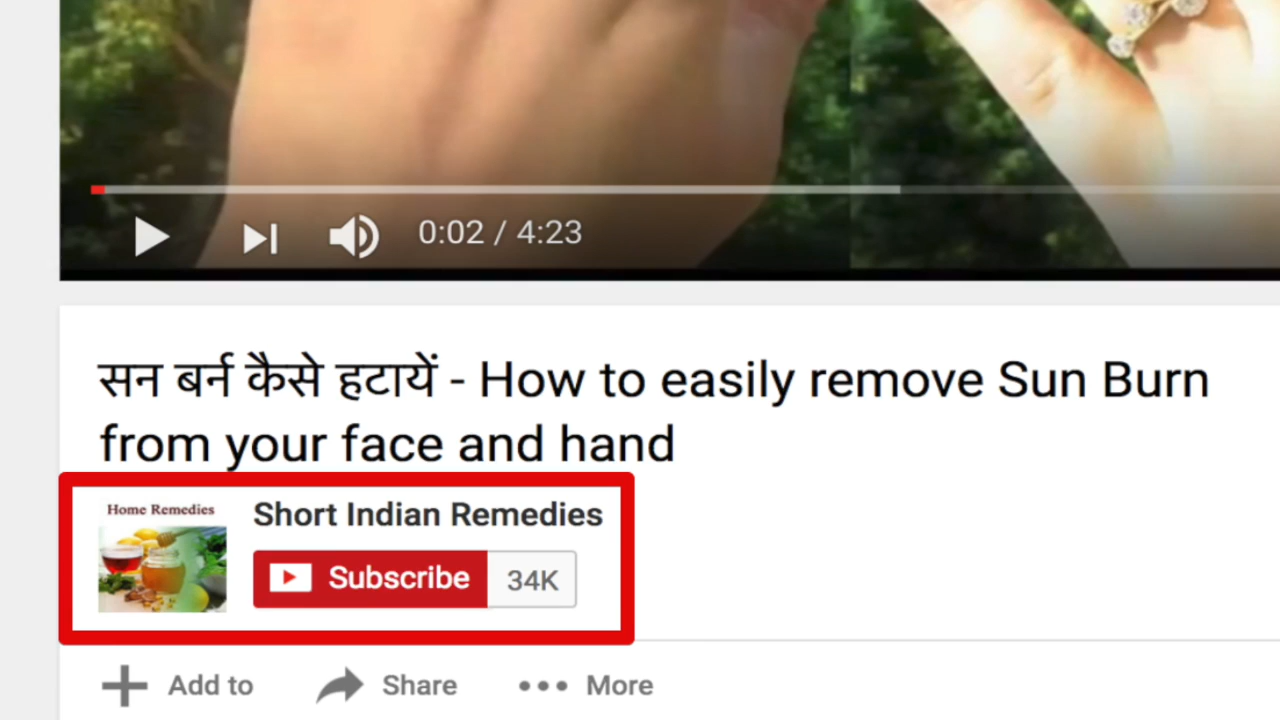 0:02 / 4:23
सन बर्न कैसे हटायें - How to easily remove Sun Burn
from your face and hand
Home Remedies
Short Indian Remedies
Subscribe 34K
Add to Share More